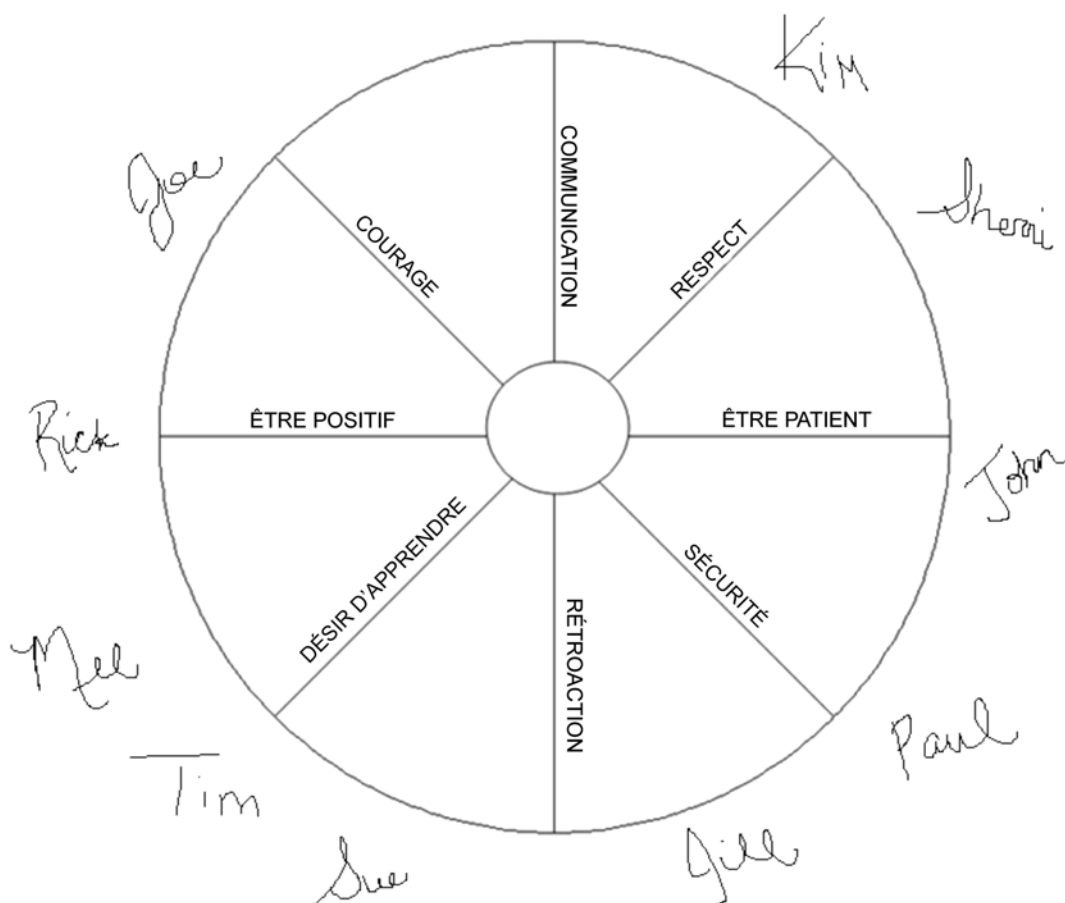 Kim
COMMUNICATION
Joe
Sherri
RESPECT
COURAGE
Rick
ÊTRE POSITIF
ÊTRE PATIENT
John
DÉSIR D'APPRENDRE
SÉCURITÉ
RÉTROACTION
Paul
Tim
Jill
Sue